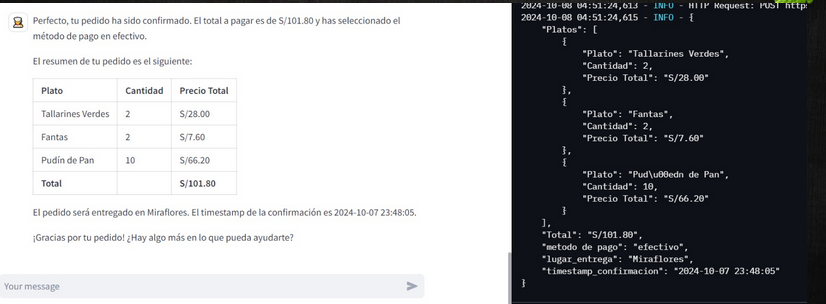 Perfecto, tu pedido ha sido confirmado. El total a pagar es de S/101.80 y has seleccionado el
método de pago en efectivo.
El resumen de tu pedido es el siguiente:
Plato Cantidad Precio Total
Tallarines Verdes 2 S/28.00
Fantas 2 S/7.60
Pudín de Pan 10 S/66.20
Total S/101.80
El pedido será entregado en Miraflores. El timestamp de la confirmación es 2024-10-07 23:48:05.
¡Gracias por tu pedido! ¿Hay algo más en lo que pueda ayudarte?
Your message
2024-10-08 04:51:24,613 - INFO - HTTP Request: POST http
2024-10-08 04:51:24,615 - INFO - {
"Platos": [
{
"Plato": "Tallarines Verdes",
"Cantidad": 2,
"Precio Total": "S/28.00"
},
{
"Plato": "Fantas",
"Cantidad": 2,
"Precio Total": "S/7.60"
},
{
"Plato": "Pud\u00edn de Pan",
"Cantidad": 10,
"Precio Total": "S/66.20"
}
],
"Total": "S/101.80",
"metodo de pago": "efectivo",
"lugar_entrega": "Miraflores",
"timestamp_confirmacion": "2024-10-07 23:48:05"
}